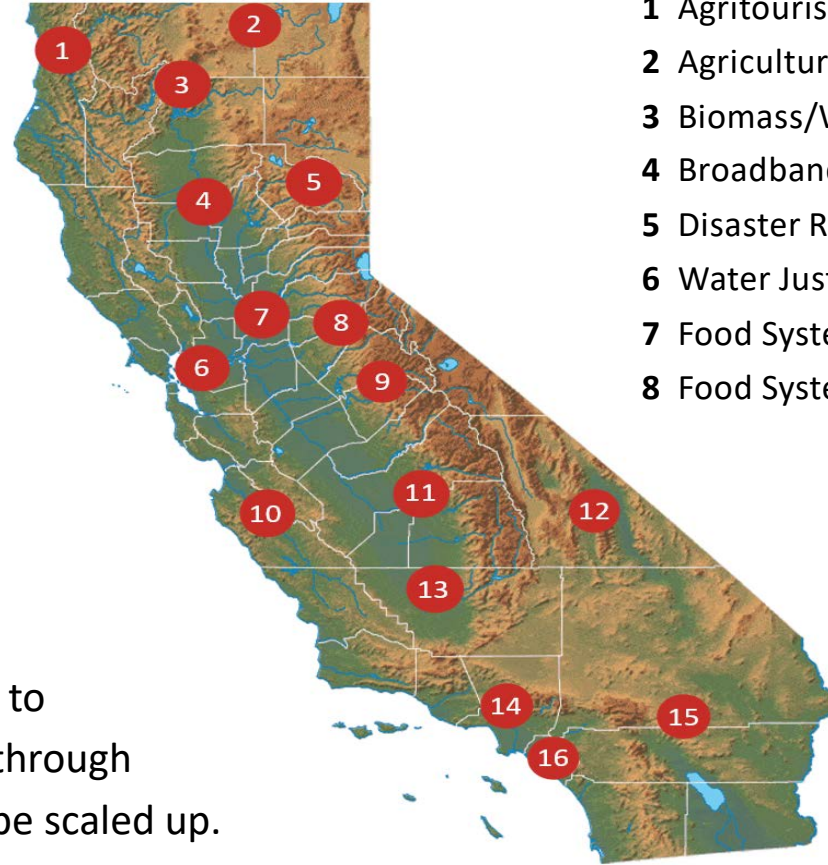 1 Agritouris
2 Agricultur
3 Biomass/
4 Broadban
5 Disaster R
6 Water Just
7 Food Syste
8 Food Syste
1
2
3
4
5
7
8
6
9
11
10
12
13
14
15
16
to
through
be scaled up.